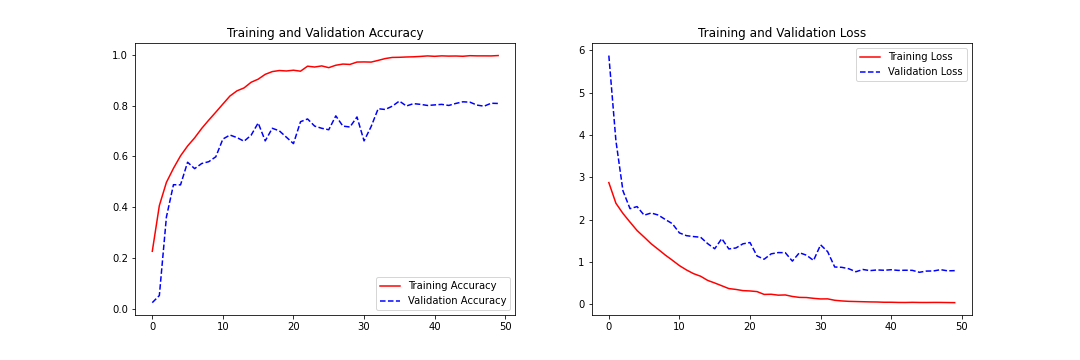 Training and Validation Accuracy
1.0
0.8
0.6
0.4
0.2
0.0
Training Accuracy
Validation Accuracy
0 10 20 30 40 50
Training and Validation Loss
6
5
4
3
2
1
0
Training Loss
Validation Loss
0 10 20 30 40 50